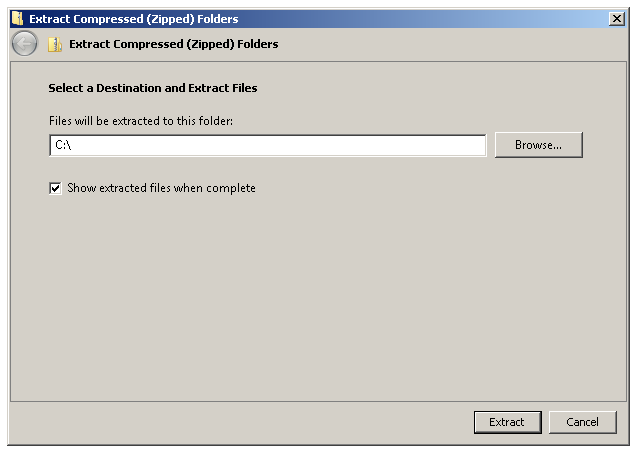 Extract Compressed (Zipped) Folders
Extract Compressed (Zipped) Folders
Select a Destination and Extract Files
Files will be extracted to this folder:
C:\
Browse...
Show extracted files when complete
Extract
Cancel